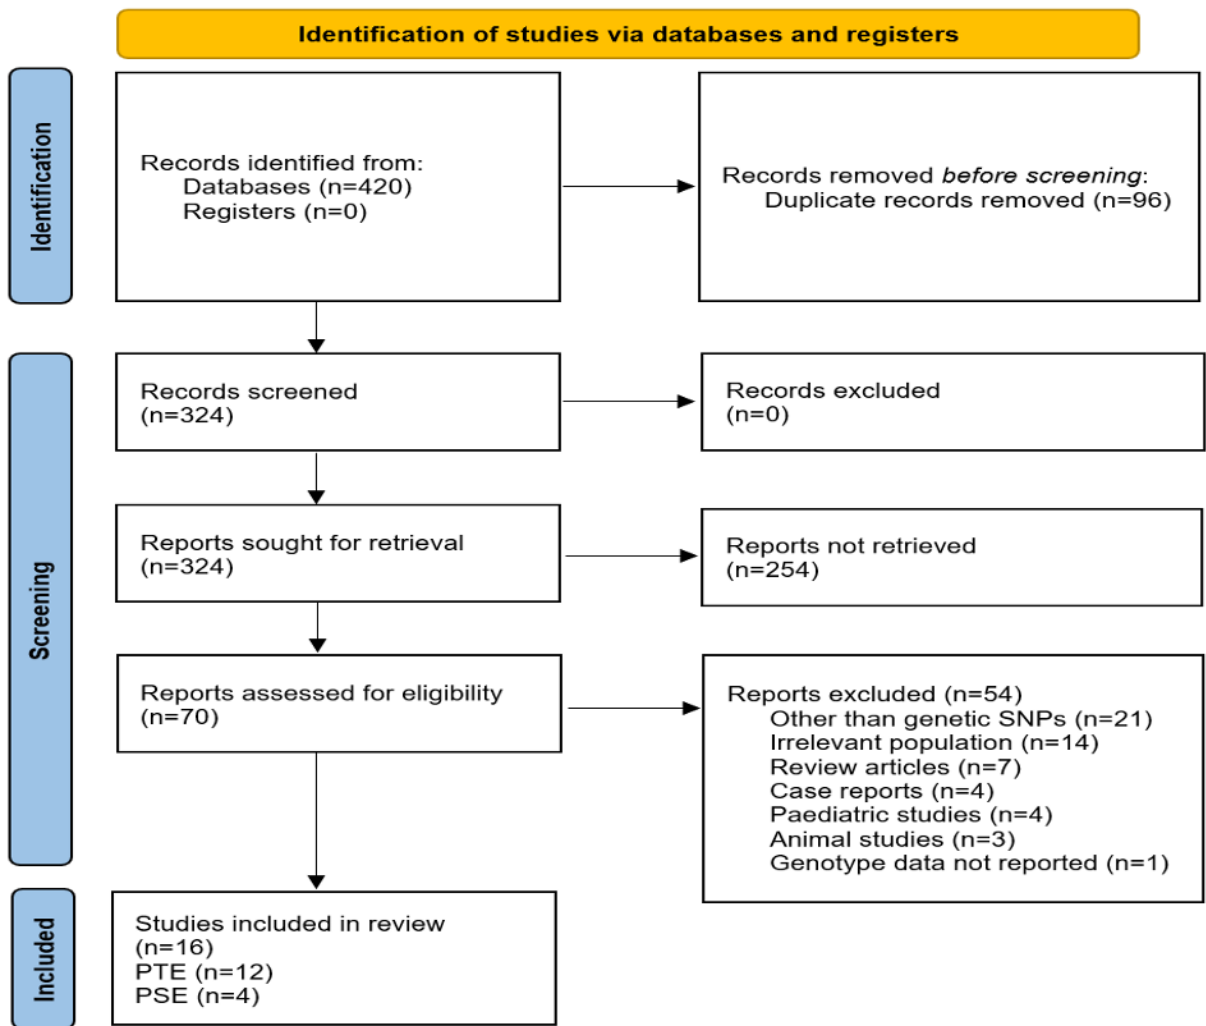 Identification of studies via databases and registers
Identification
Records identified from:
Databases (n=420)
Registers (n=0)
Records removed before screening:
Duplicate records removed (n=96)
Screening
Records screened
(n=324)
Records excluded
(n=0)
Reports sought for retrieval
(n=324)
Reports not retrieved
(n=254)
Reports assessed for eligibility
(n=70)
Reports excluded (n=54)
Other than genetic SNPs (n=21)
Irrelevant population (n=14)
Review articles (n=7)
Case reports (n=4)
Paediatric studies (n=4)
Animal studies (n=3)
Genotype data not reported (n=1)
Included
Studies included in review
(n=16)
PTE (n=12)
PSE (n=4)